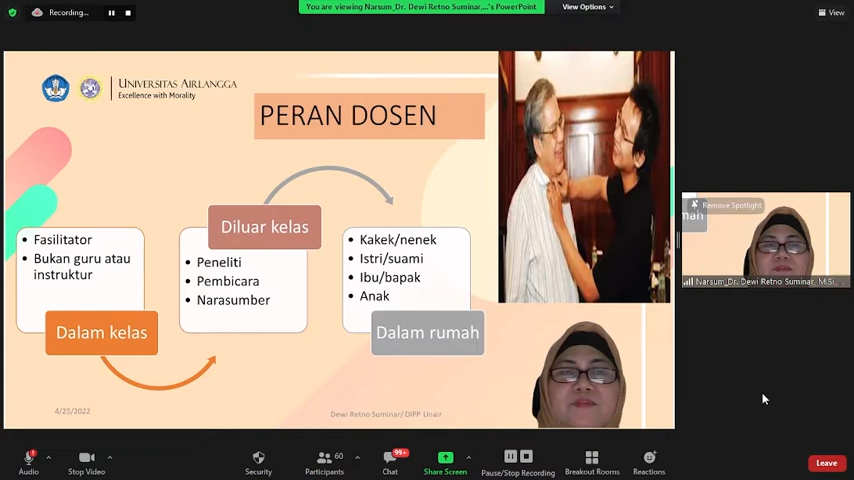 Recording...
You are viewing Narsum_Dr. Dewi Retno Suminar,...'s PowerPoint
View Options
View
UNIVERSITAS AIRLANGGA
Excellence with Morality
PERAN DOSEN
Diluar kelas
• Fasilitator
• Bukan guru atau
instruktur
Dalam kelas
• Peneliti
• Pembicara
• Narasumber
• Kakek/nenek
• Istri/suami
• Ibu/bapak
• Anak
Dalam rumah
4/25/2022
Dewi Retno Suminar/ DIPP Unair
Remove Spotlight
mah
Narsum_Dr. Dewi Retno Suminar, M.Si., ...
Audio
Stop Video
Security
60
Participants
99+
Chat
Share Screen
Pause/Stop Recording
Breakout Rooms
Reactions
Leave